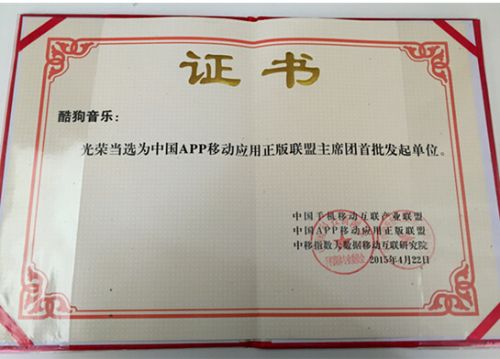 证书
酷狗音乐：
光荣当选为中国APP移动应用正版联盟主席团首批发起单位。
中国手机移动互联产业联盟
中国APP移动应用正版联盟
中移指数大数据移动互联研究院
2015年4月22日